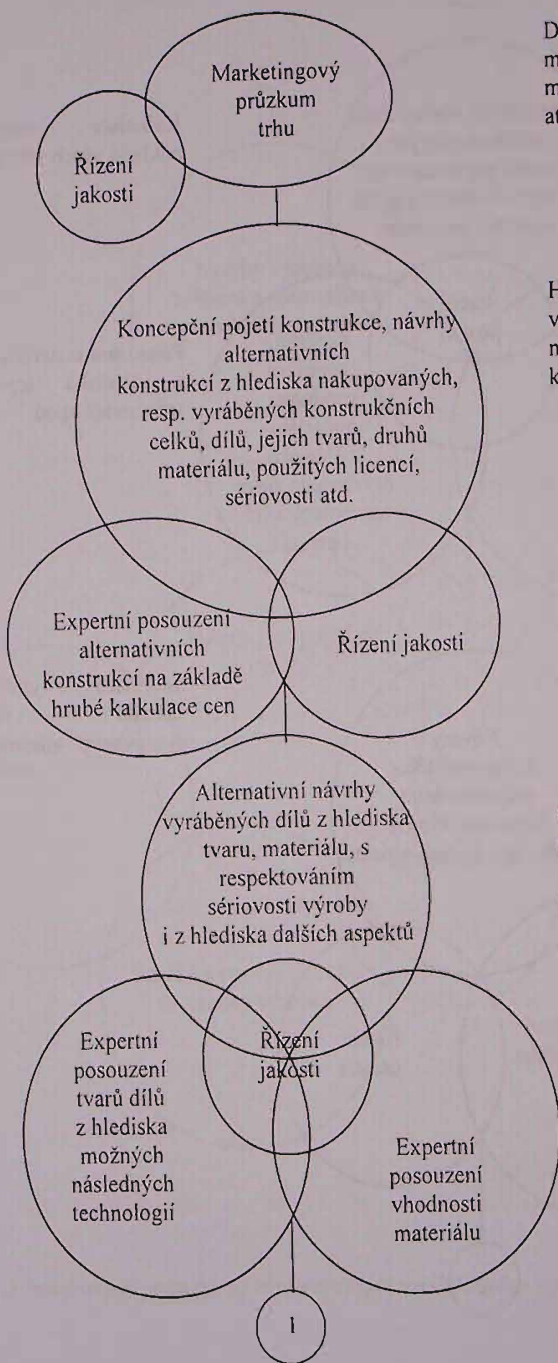 Marketingový
průzkum
trhu
Řízení
jakosti
Koncepční pojetí konstrukce, návrhy
alternativních
konstrukcí z hlediska nakupovaných,
resp. vyráběných konstrukčních
celků, dílů, jejich tvarů, druhů
materiálu, použitých licencí,
sériovosti atd.
Expertní posouzení
alternativních
konstrukcí na základě
hrubé kalkulace cen
Řízení jakosti
Alternativní návrhy
vyráběných dílů z hlediska
tvaru, materiálu, s
respektováním
sériovosti výroby
i z hlediska dalších aspektů
Řízení
jakosti
Expertní
posouzení
tvarů dílů
z hlediska
možných
následných
technologií
Expertní
posouzení
vhodnosti
materiálu
1